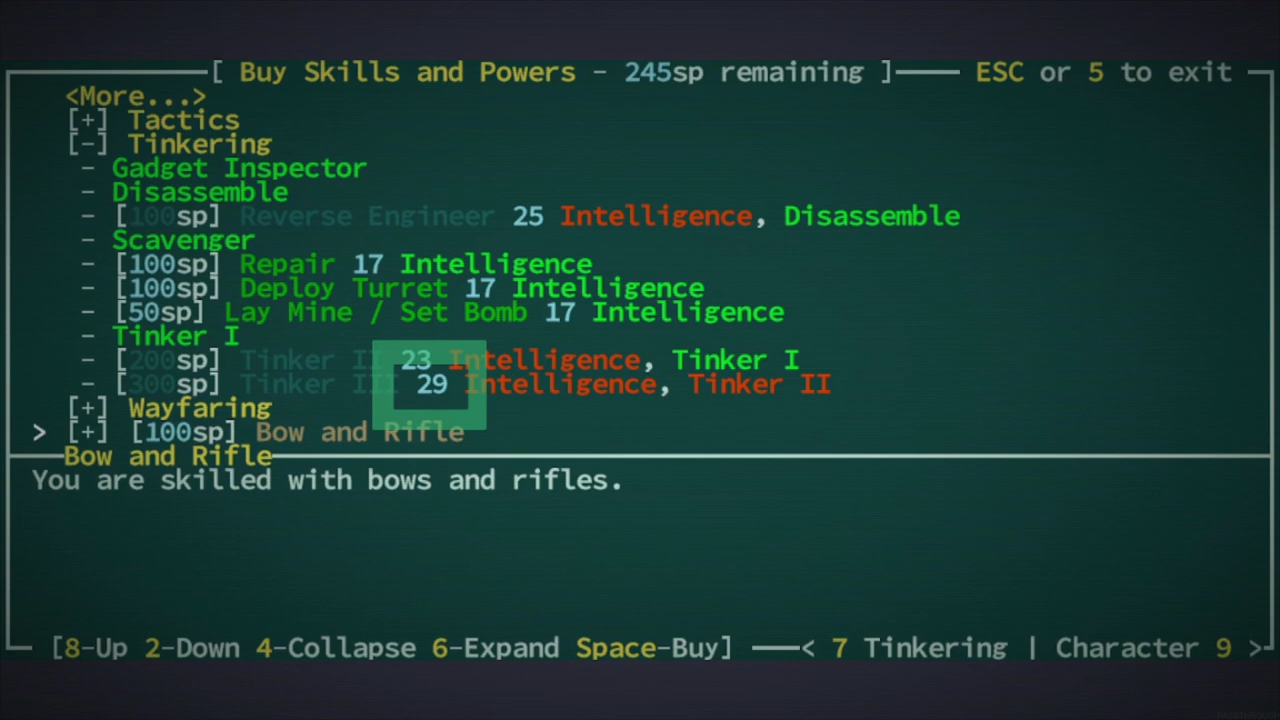 [ Buy Skills and Powers - 245sp remaining ] ESC or 5 to exit
<More...>
[+] Tactics
[-] Tinkering
- Gadget Inspector
- Disassemble
- [100sp] Reverse Engineer 25 Intelligence, Disassemble
- Scavenger
- [100sp] Repair 17 Intelligence
- [100sp] Deploy Turret 17 Intelligence
- [50sp] Lay Mine / Set Bomb 17 Intelligence
- Tinker I
- [200sp] Tinker II 23 Intelligence, Tinker I
- [300sp] Tinker III 29 Intelligence, Tinker II
[+] Wayfaring
> [+] [100sp] Bow and Rifle
Bow and Rifle
You are skilled with bows and rifles.
[8-Up 2-Down 4-Collapse 6-Expand Space-Buy] < 7 Tinkering | Character 9 >